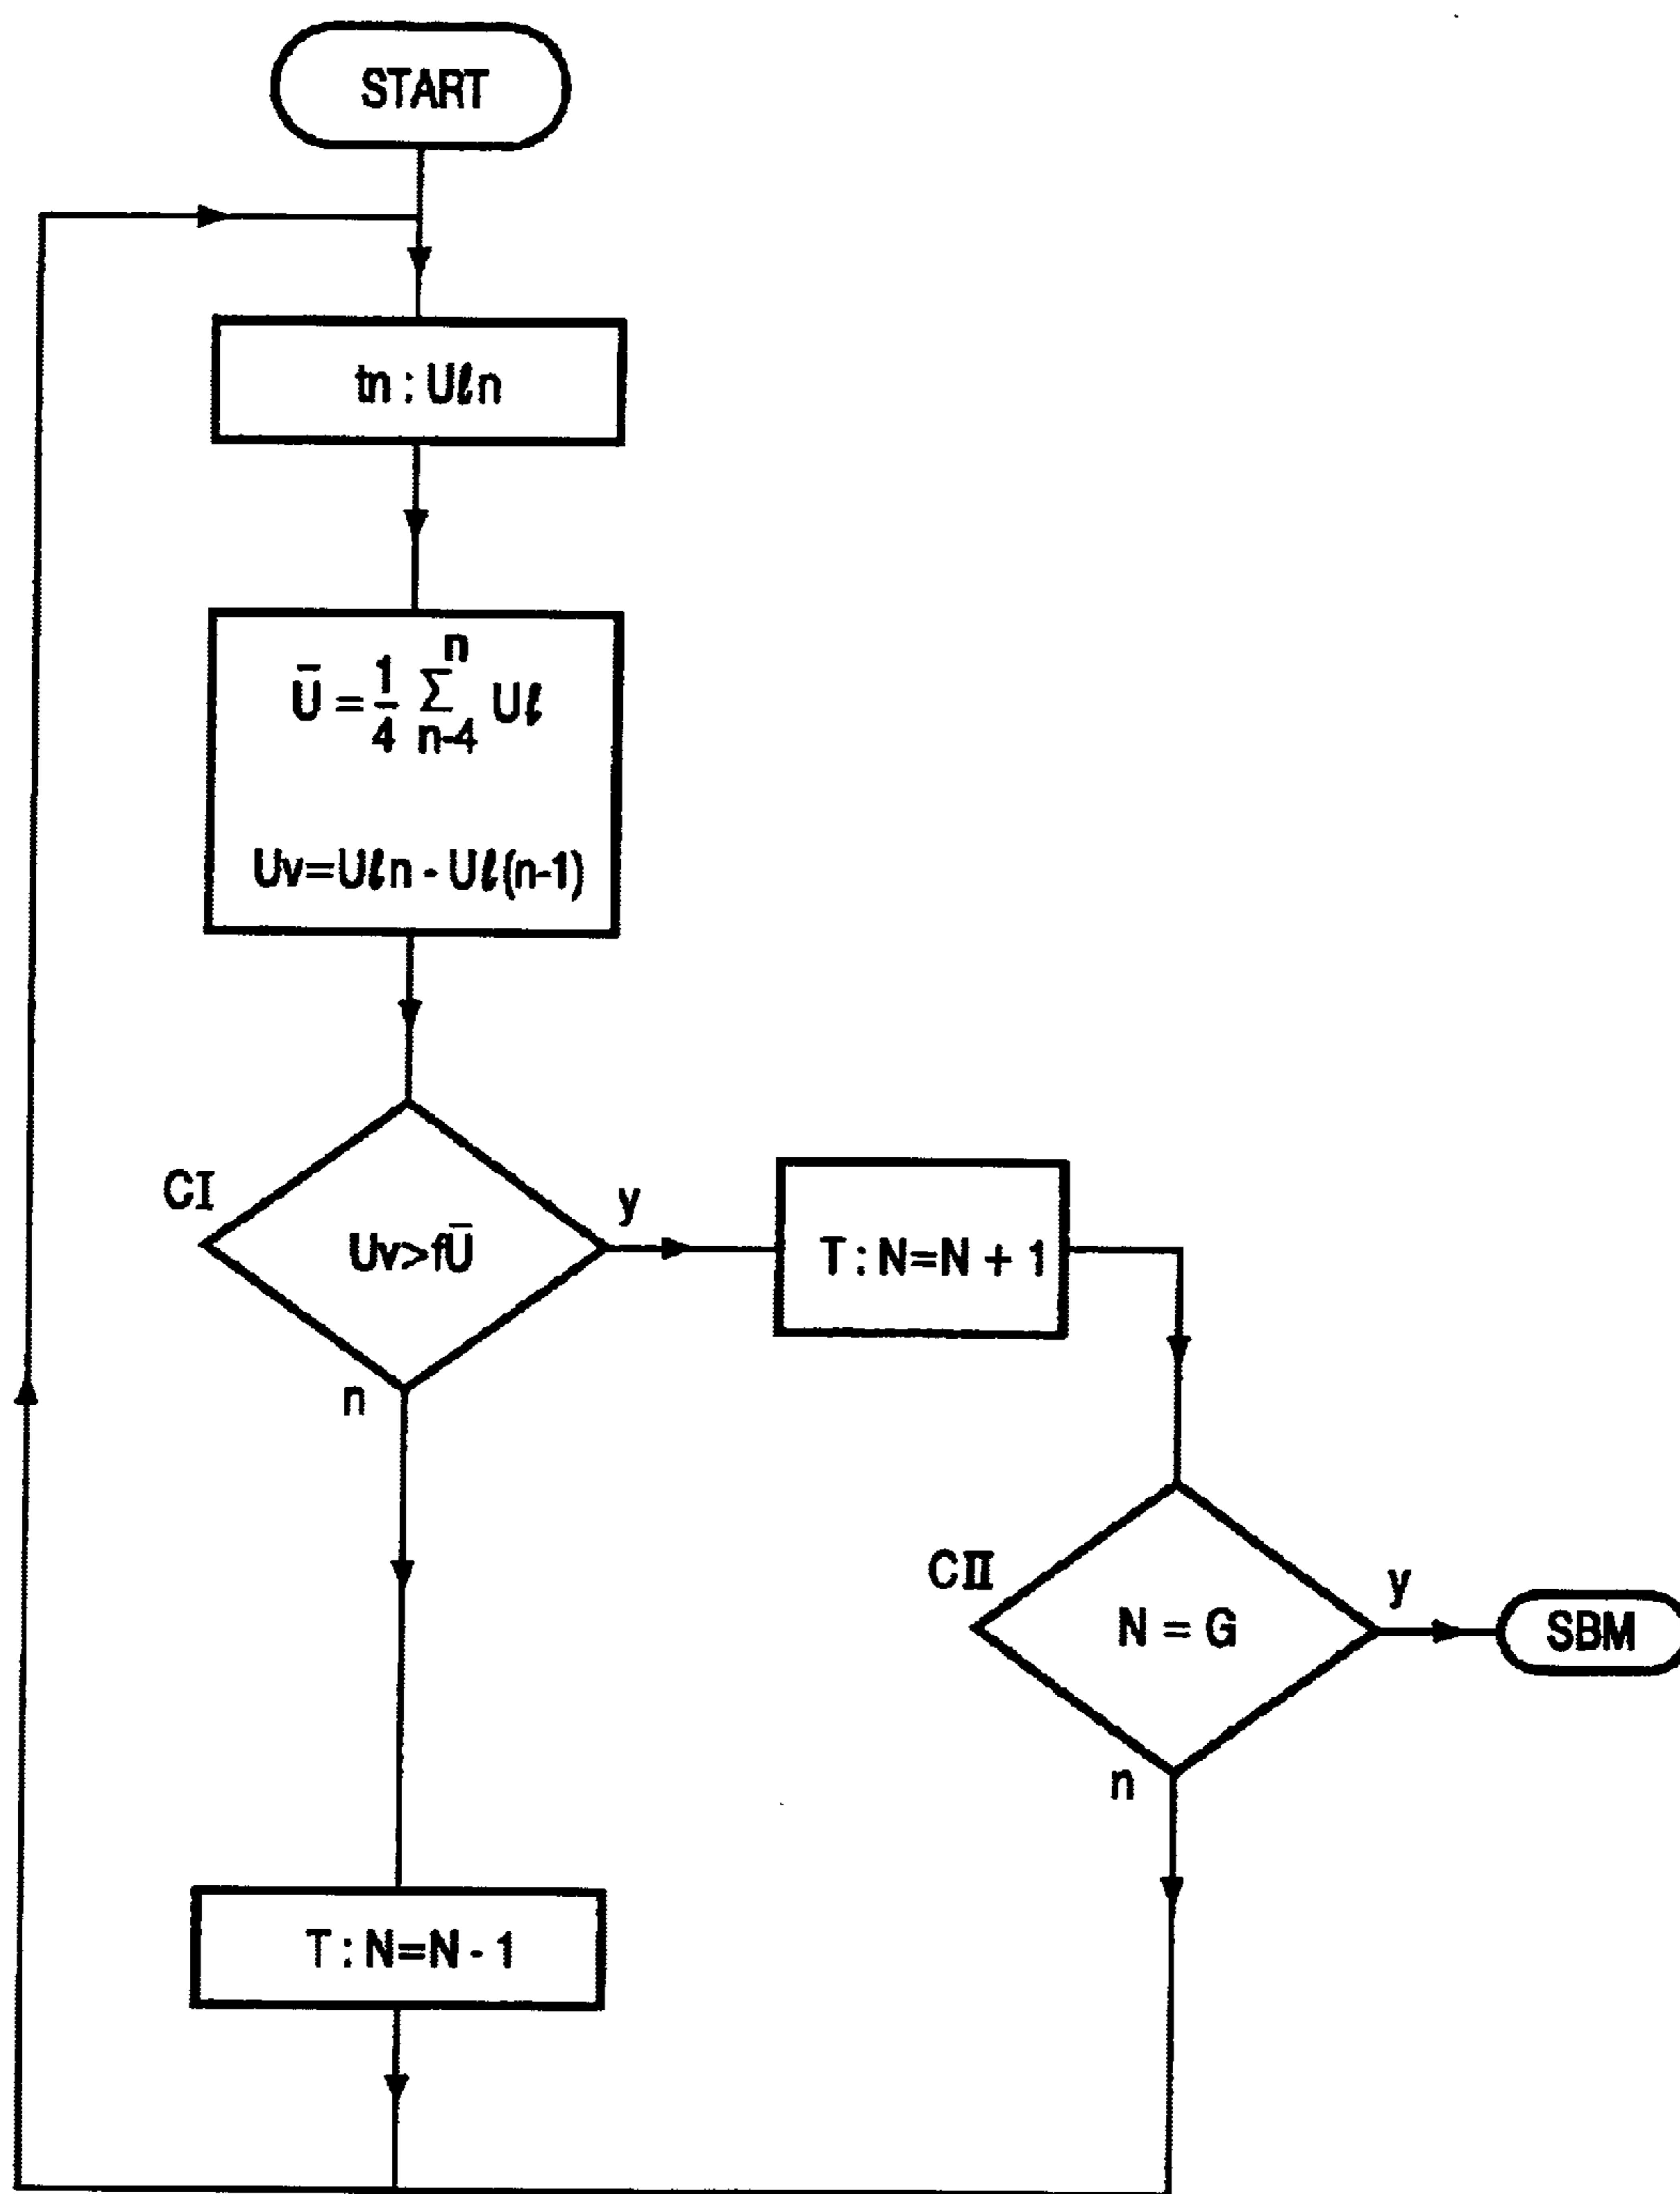 START
tn : Uℓn
Ū = 1/4 Σ n n-4 Uℓ
Uv=Uℓn - Uℓ(n-1)
CI
Uv>fŪ
y
n
T : N=N + 1
CII
N = G
y
n
SBM
T : N=N - 1